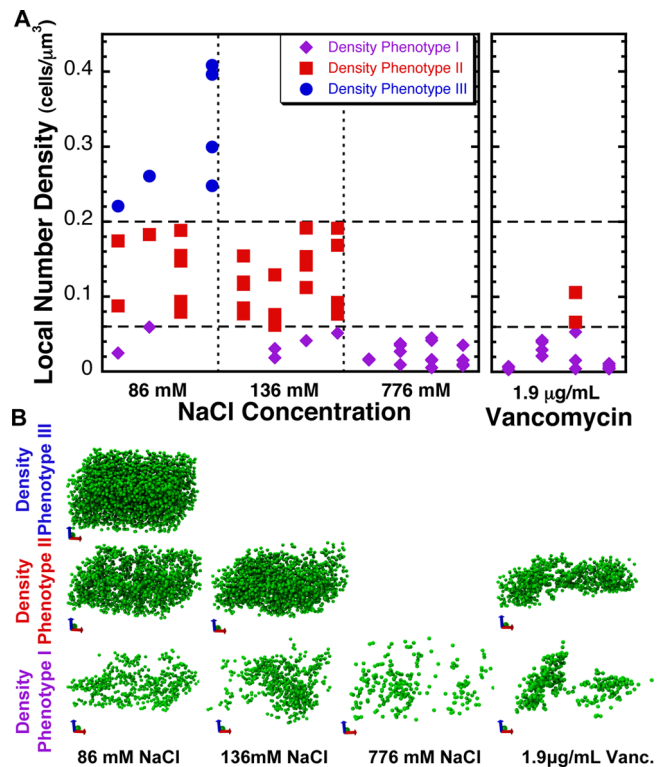 A
Local Number Density (cells/μm³)
0.4
0.3
0.2
0.1
0
Density Phenotype I
Density Phenotype II
Density Phenotype III
86 mM
136 mM
776 mM
1.9 μg/mL
NaCl Concentration
Vancomycin
B
Density
Phenotype III
Density
Phenotype II
Density
Phenotype I
86 mM NaCl
136mM NaCl
776 mM NaCl
1.9μg/mL Vanc.